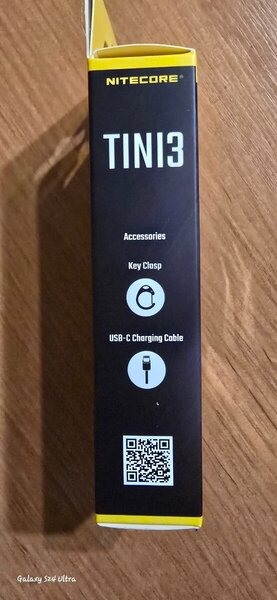 NITECORE®
TINI3
Accessories
Key Clasp
USB-C Charging Cable
Galaxy S24 Ultra